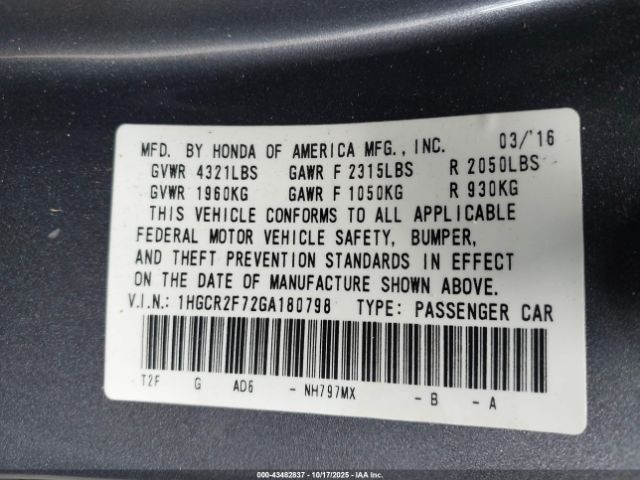 MFD. BY HONDA OF AMERICA MFG., INC. 03/'16
GVWR 4321LBS GAWR F 2315LBS R 2050LBS
GVWR 1960KG GAWR F 1050KG R 930KG
THIS VEHICLE CONFORMS TO ALL APPLICABLE
FEDERAL MOTOR VEHICLE SAFETY, BUMPER,
AND THEFT PREVENTION STANDARDS IN EFFECT
ON THE DATE OF MANUFACTURE SHOWN ABOVE.
V.I.N.: 1HGCR2F72GA180798 TYPE: PASSENGER CAR
T2F G AD6 - NH797MX - B - A
000-43482837 - 10/17/2025 - IAAI.COM